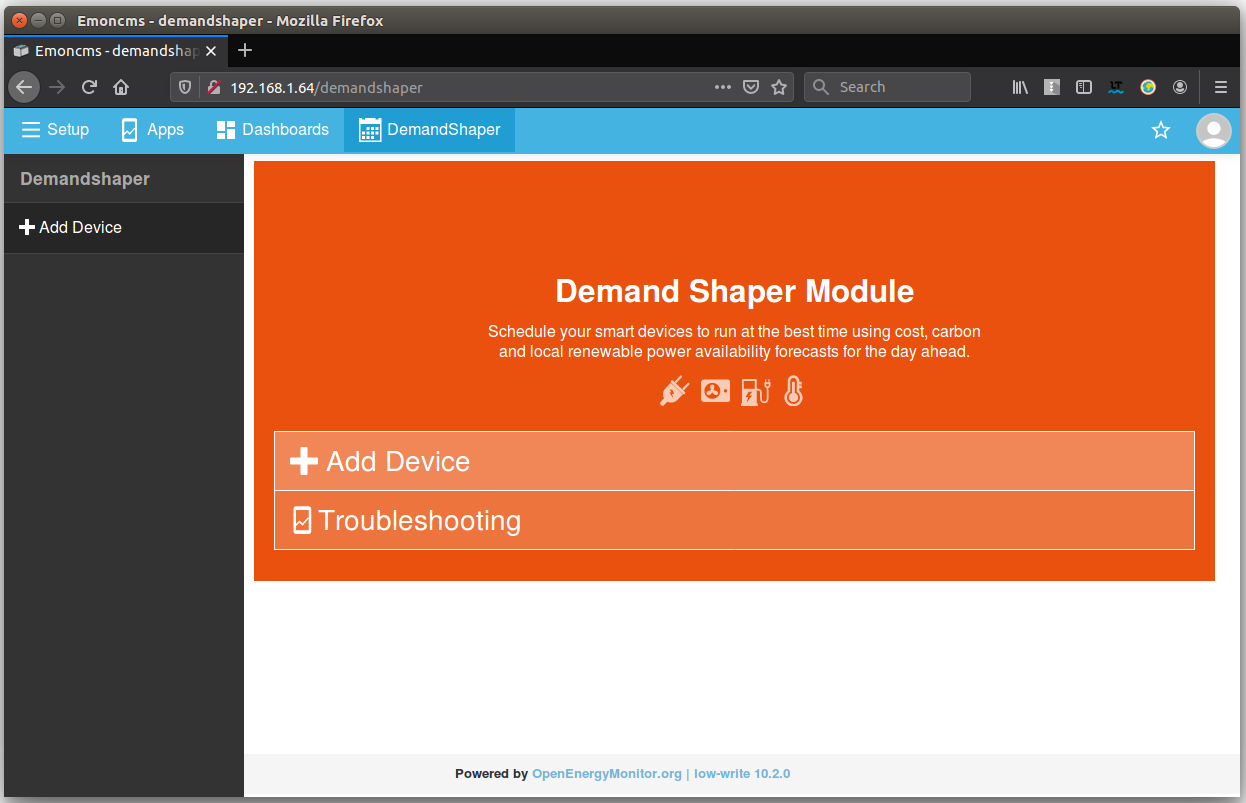 Emoncms - demandshaper - Mozilla Firefox
Emoncms - demandshap
192.168.1.64/demandshaper
Search
Setup
Apps
Dashboards
DemandShaper
Demandshaper
Add Device
Demand Shaper Module
Schedule your smart devices to run at the best time using cost, carbon
and local renewable power availability forecasts for the day ahead.
Add Device
Troubleshooting
Powered by OpenEnergyMonitor.org | low-write 10.2.0